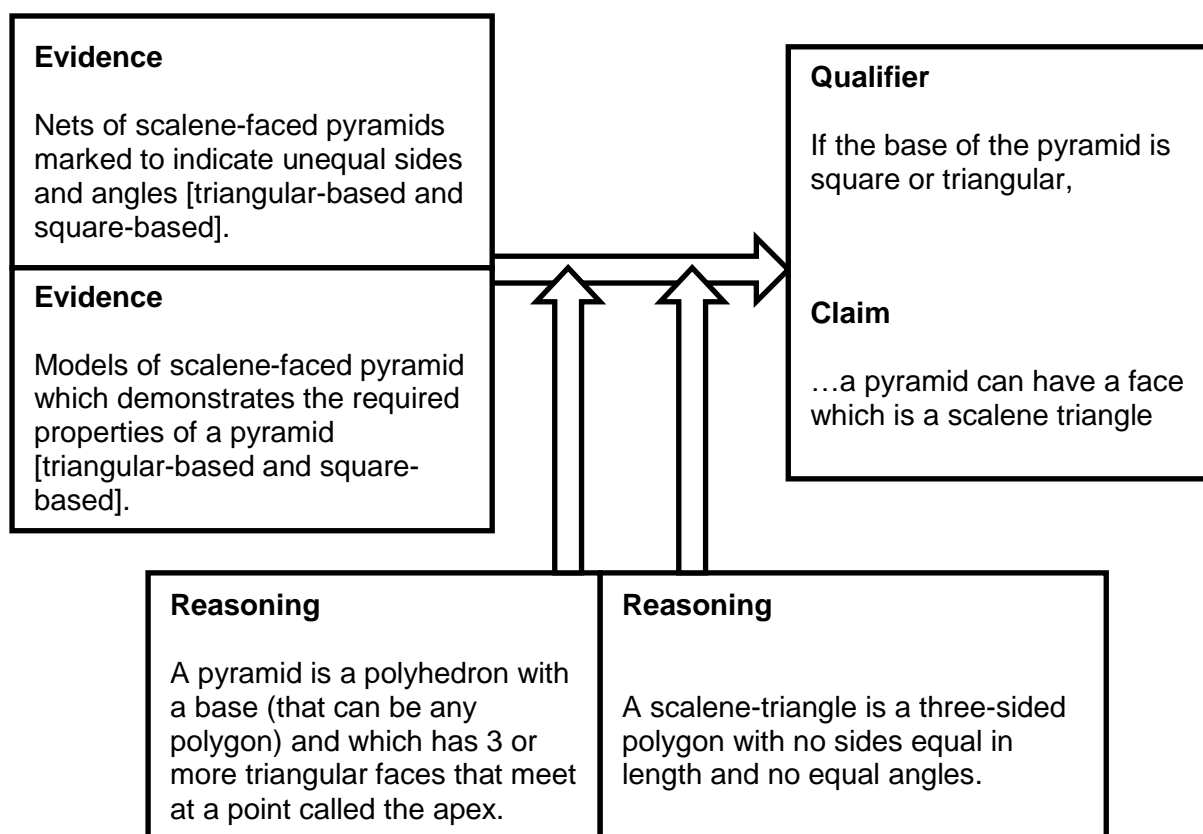 Evidence
Nets of scalene-faced pyramids
marked to indicate unequal sides
and angles [triangular-based and
square-based].
Evidence
Models of scalene-faced pyramid
which demonstrates the required
properties of a pyramid
[triangular-based and square-
based].
Qualifier
If the base of the pyramid is
square or triangular,
Claim
…a pyramid can have a face
which is a scalene triangle
Reasoning
A pyramid is a polyhedron with
a base (that can be any
polygon) and which has 3 or
more triangular faces that meet
at a point called the apex.
Reasoning
A scalene-triangle is a three-sided
polygon with no sides equal in
length and no equal angles.